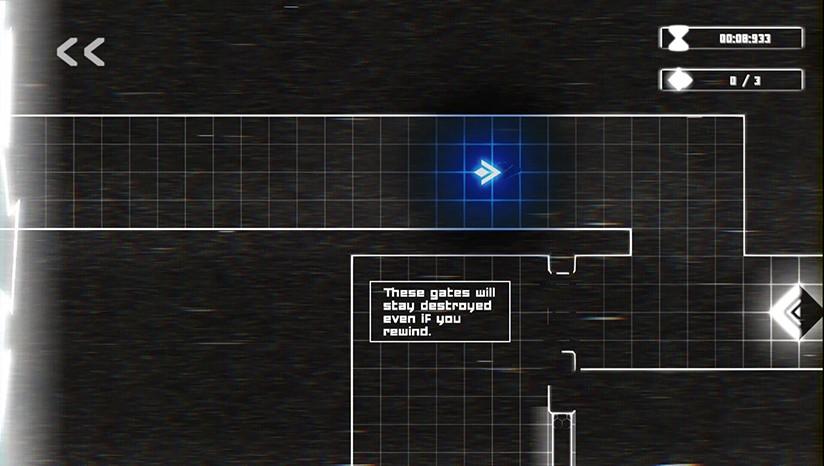 00:08:933
0 / 3
These gates will
stay destroyed
even if you
rewind.